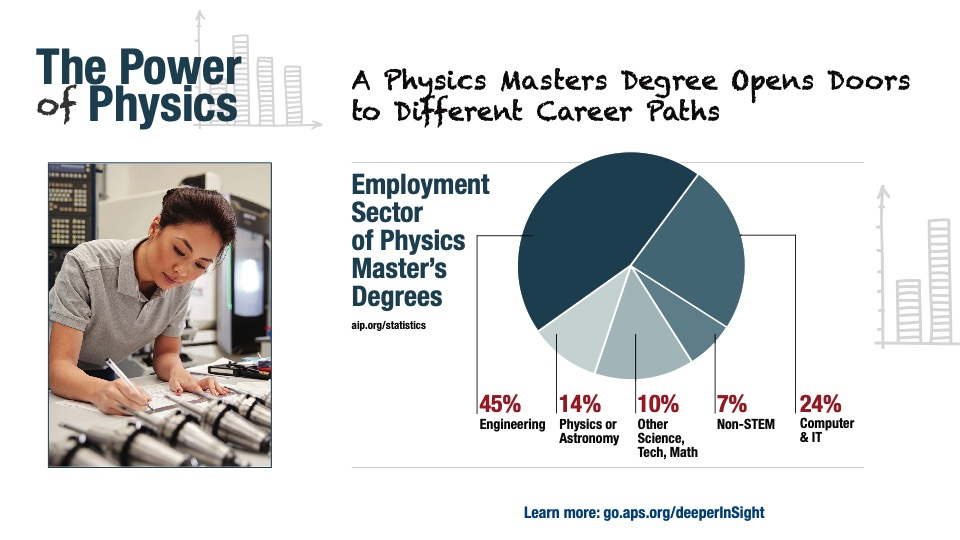 The Power
of Physics
A Physics Masters Degree Opens Doors
to Different Career Paths
Employment
Sector
of Physics
Master's
Degrees
aip.org/statistics
45%
Engineering
14%
Physics or
Astronomy
10%
Other
Science,
Tech, Math
7%
Non-STEM
24%
Computer
& IT
Learn more: go.aps.org/deeperInSight